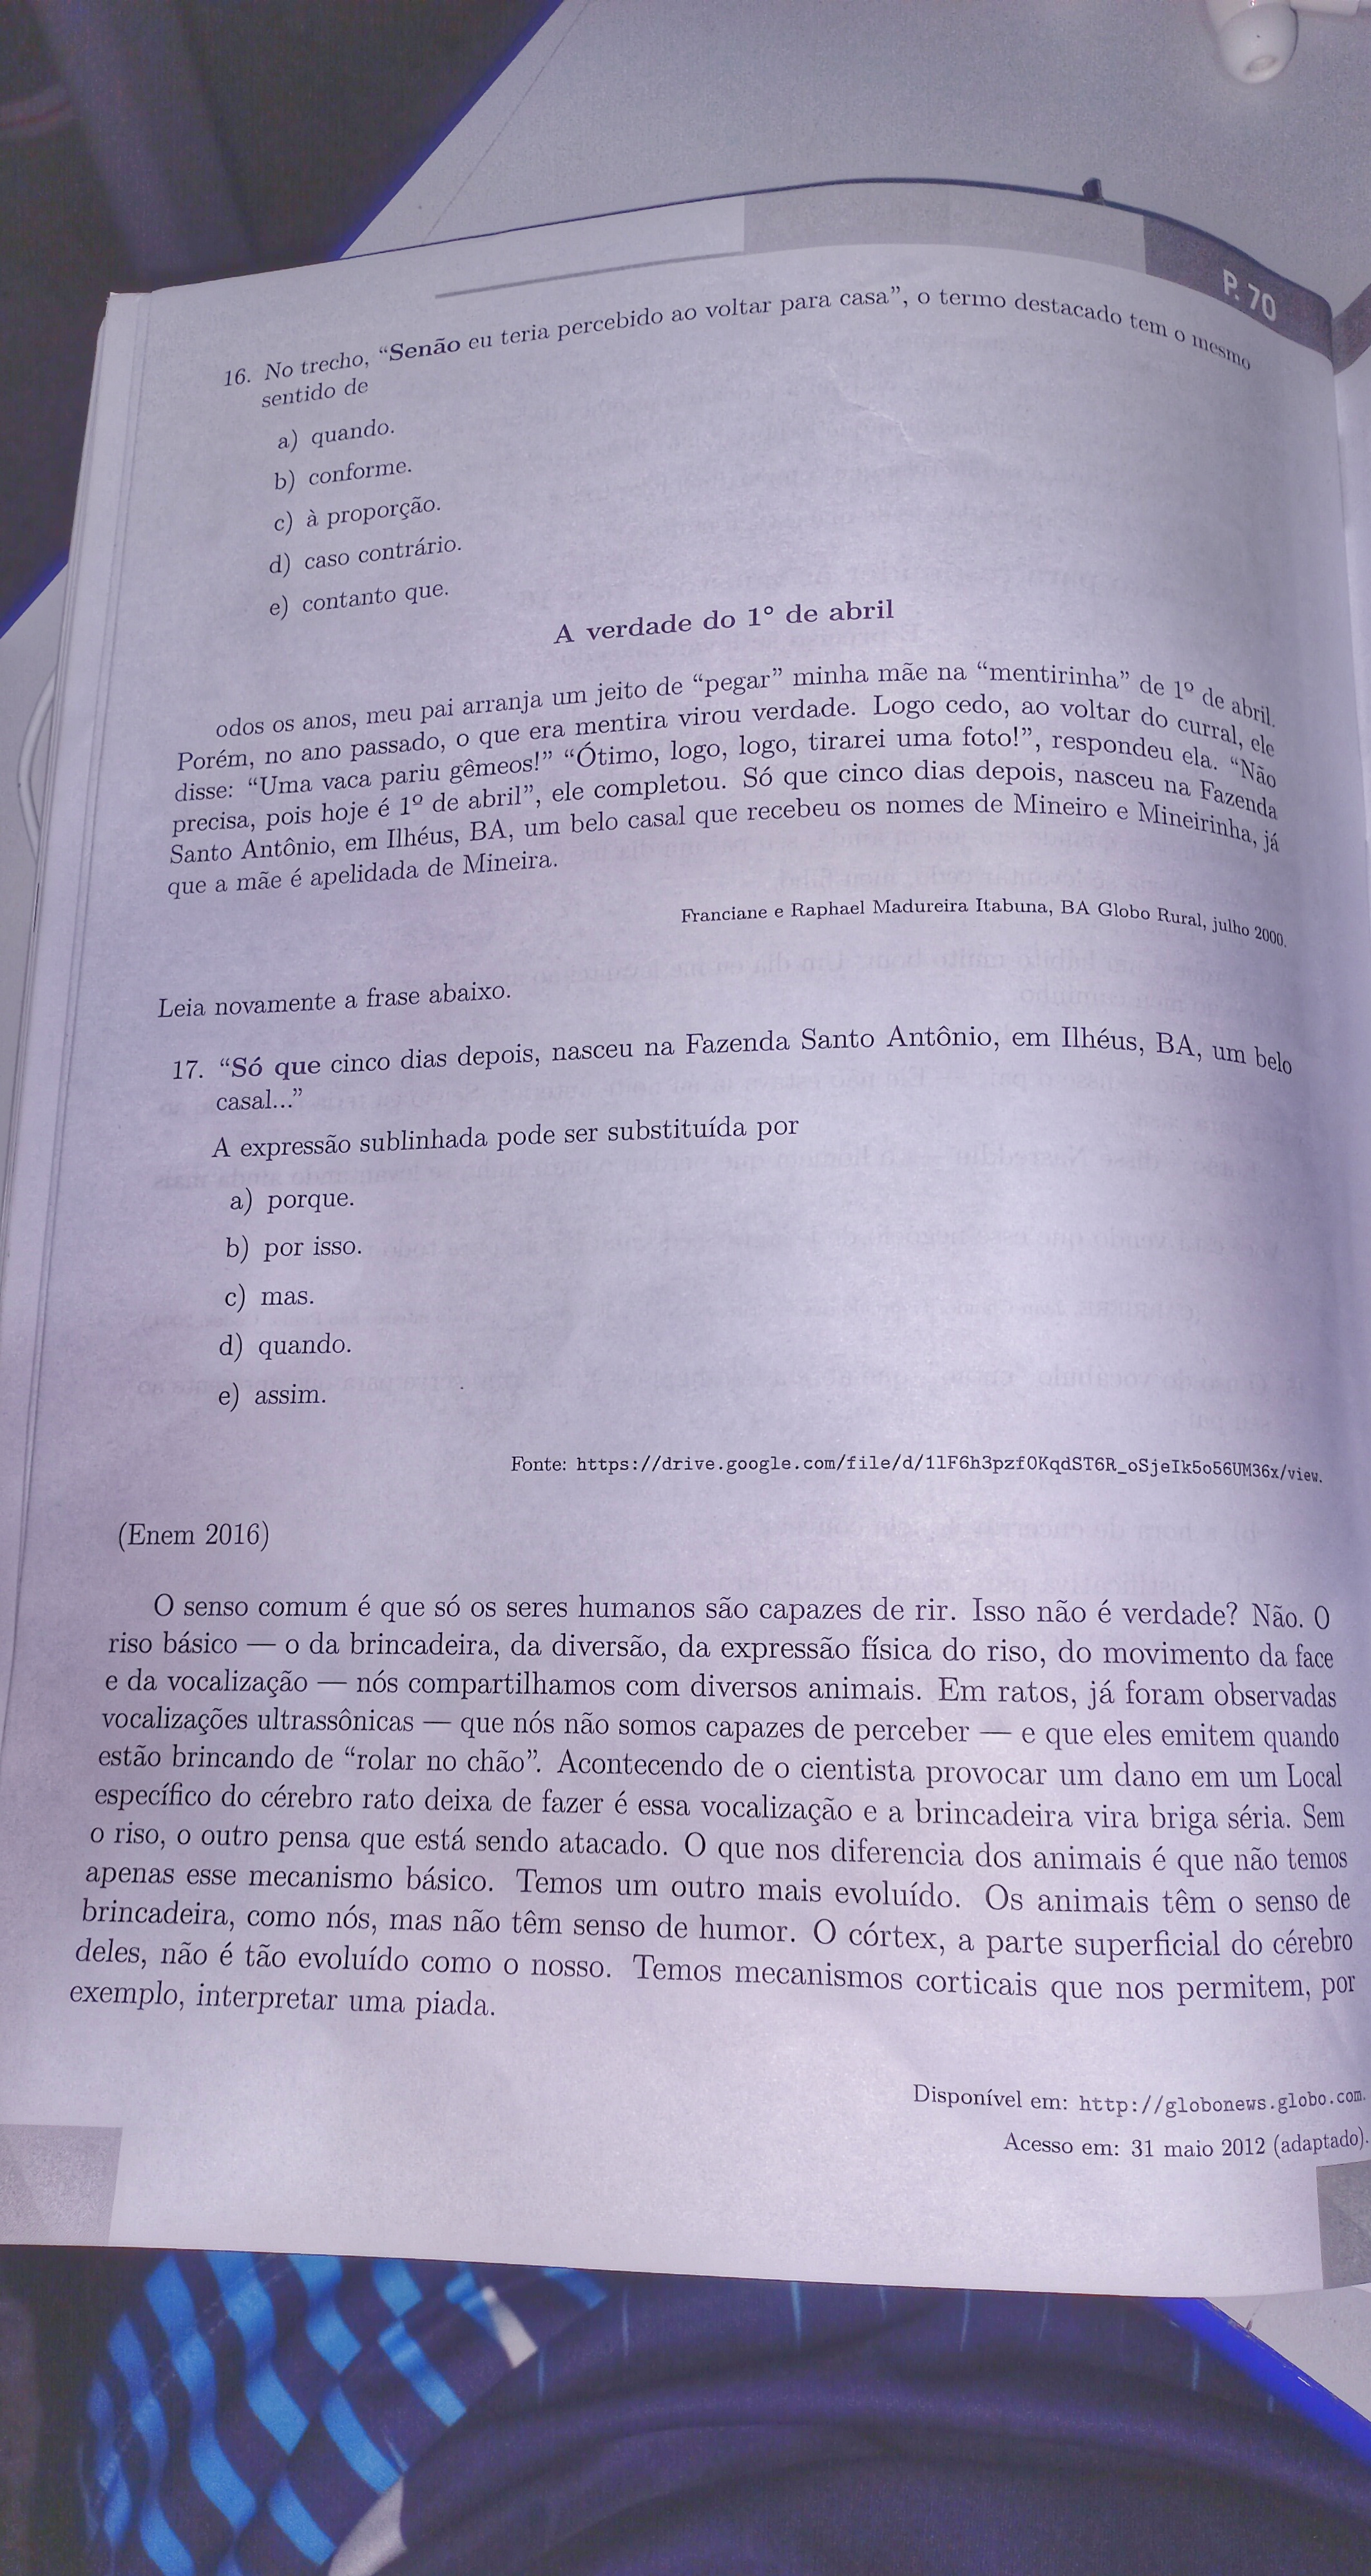 P. 70
16. No trecho, “Senão eu teria percebido ao voltar para casa”, o termo destacado tem o mesmo
sentido de
a) quando.
b) conforme.
c) à proporção.
d) caso contrário.
e) contanto que.
A verdade do 1° de abril
odos os anos, meu pai arranja um jeito de “pegar” minha mãe na “mentirinha” de 1º de abril.
Porém, no ano passado, o que era mentira virou verdade. Logo cedo, ao voltar do curral, ele
disse: “Uma vaca pariu gêmeos!” “Ótimo, logo, logo, tirarei uma foto!”, respondeu ela. “Não
precisa, pois hoje é 1º de abril”, ele completou. Só que cinco dias depois, nasceu na Fazenda
Santo Antônio, em Ilhéus, BA, um belo casal que recebeu os nomes de Mineiro e Mineirinha, já
que a mãe é apelidada de Mineira.
Franciane e Raphael Madureira Itabuna, BA Globo Rural, julho 2000.
Leia novamente a frase abaixo.
17. “Só que cinco dias depois, nasceu na Fazenda Santo Antônio, em Ilhéus, BA, um belo
casal...”
A expressão sublinhada pode ser substituída por
a) porque.
b) por isso.
c) mas.
d) quando.
e) assim.
Fonte: https://drive.google.com/file/d/1lF6h3pzfOKqdST6R_oSjeIk5o56UM36x/view.
(Enem 2016)
O senso comum é que só os seres humanos são capazes de rir. Isso não é verdade? Não. O
riso básico — o da brincadeira, da diversão, da expressão física do riso, do movimento da face
e da vocalização — nós compartilhamos com diversos animais. Em ratos, já foram observadas
vocalizações ultrassônicas — que nós não somos capazes de perceber — e que eles emitem quando
estão brincando de “rolar no chão”. Acontecendo de o cientista provocar um dano em um Local
específico do cérebro rato deixa de fazer é essa vocalização e a brincadeira vira briga séria. Sem
o riso, o outro pensa que está sendo atacado. O que nos diferencia dos animais é que não temos
apenas esse mecanismo básico. Temos um outro mais evoluído. Os animais têm o senso de
brincadeira, como nós, mas não têm senso de humor. O córtex, a parte superficial do cérebro
deles, não é tão evoluído como o nosso. Temos mecanismos corticais que nos permitem, por
exemplo, interpretar uma piada.
Disponível em: http://globonews.globo.com.
Acesso em: 31 maio 2012 (adaptado).